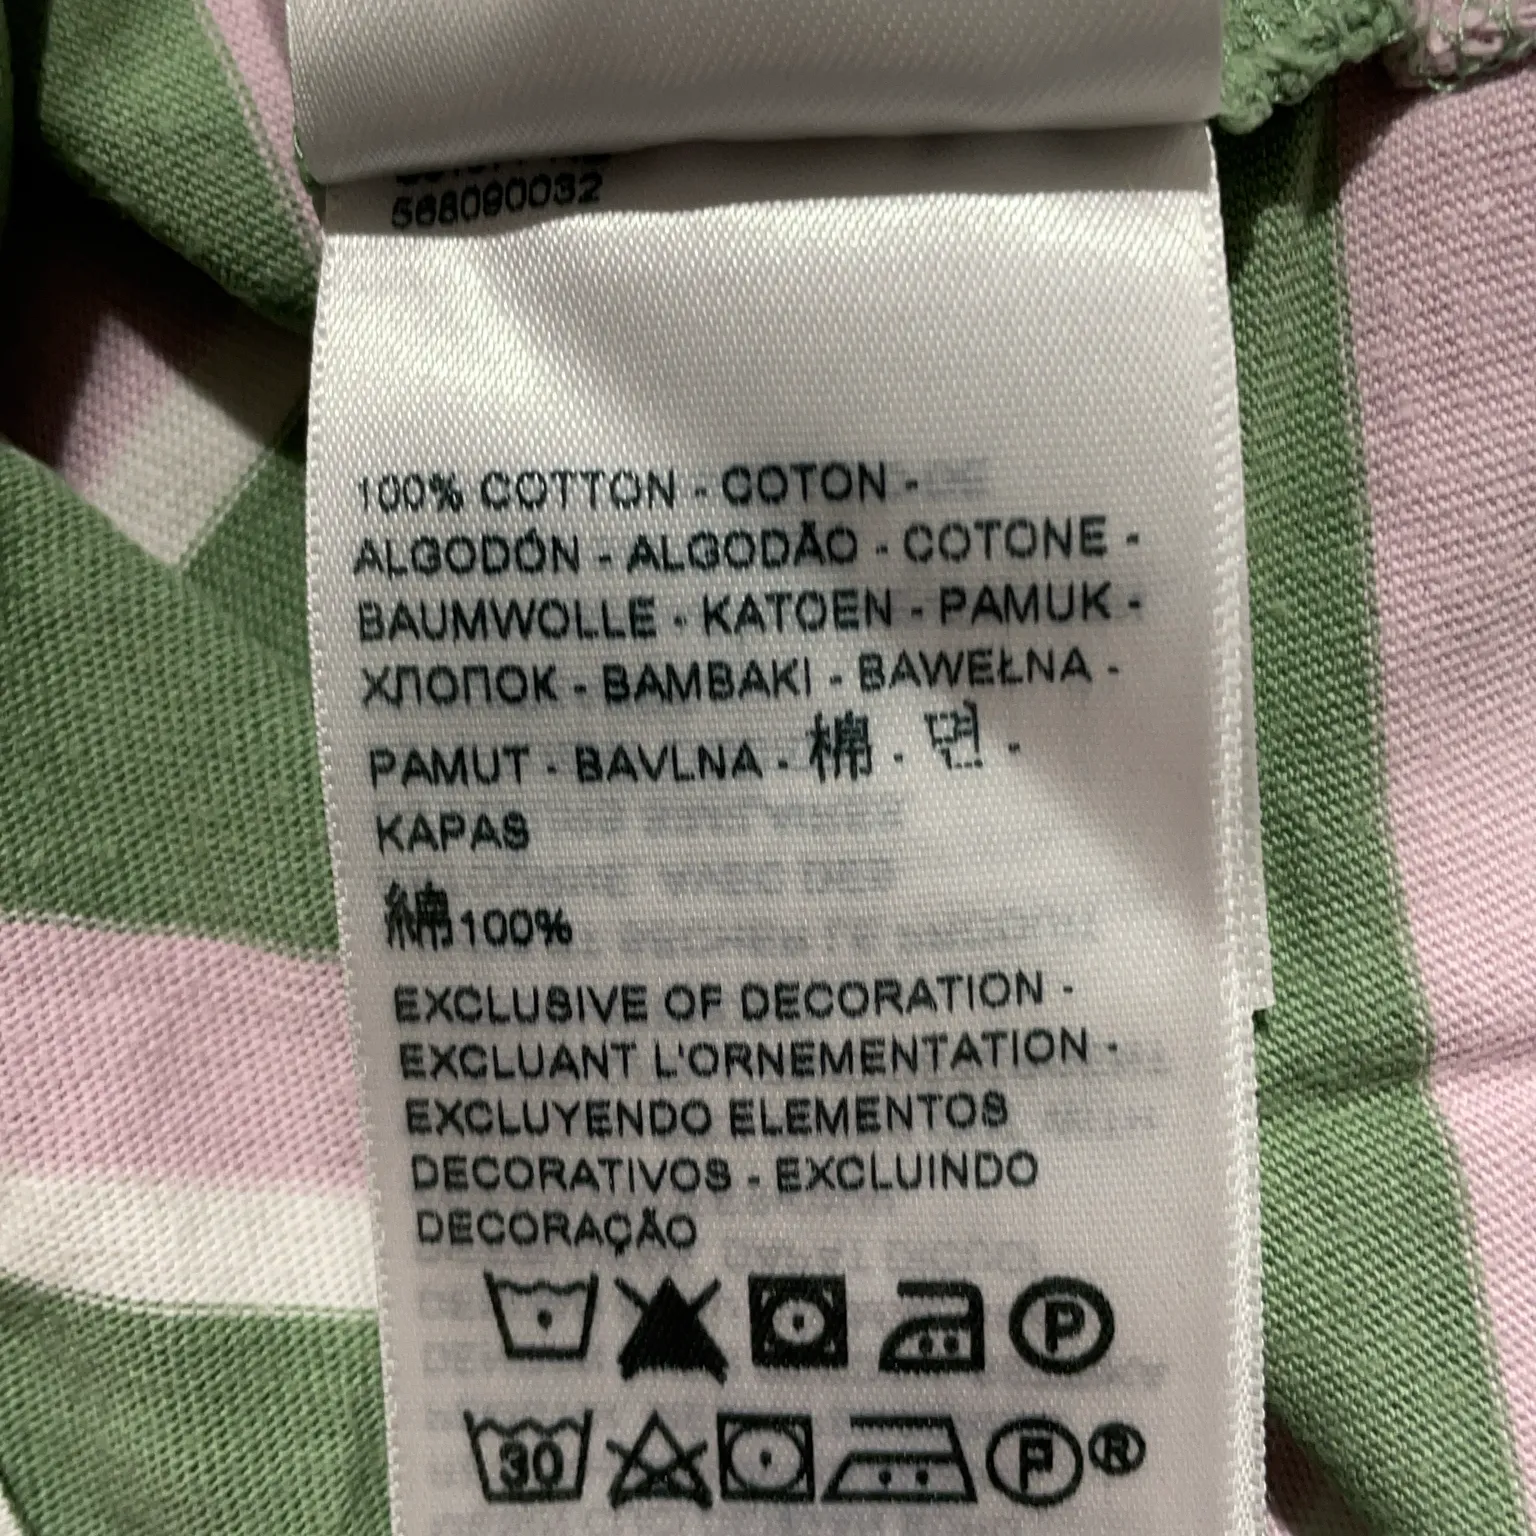 568090032
100% COTTON - COTON -
ALGODÓN - ALGODÃO - COTONE -
BAUMWOLLE - KATOEN - PAMUK -
ХЛОПОК - BAMBAKI - BAWEŁNA -
PAMUT - BAVLNA - 棉 - 면 -
KAPAS
綿100%
EXCLUSIVE OF DECORATION -
EXCLUANT L'ORNEMENTATION -
EXCLUYENDO ELEMENTOS
DECORATIVOS - EXCLUINDO
DECORAÇÃO
P
30 P ®